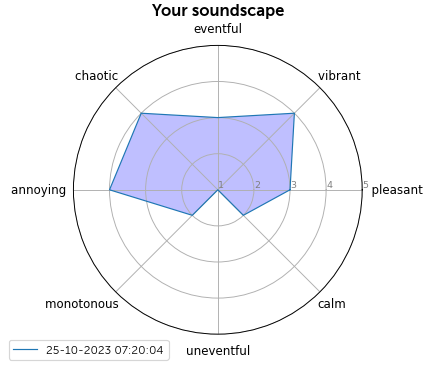 Your soundscape
eventful
chaotic
vibrant
annoying
1
2
3
4
5
pleasant
monotonous
calm
25-10-2023 07:20:04
uneventful